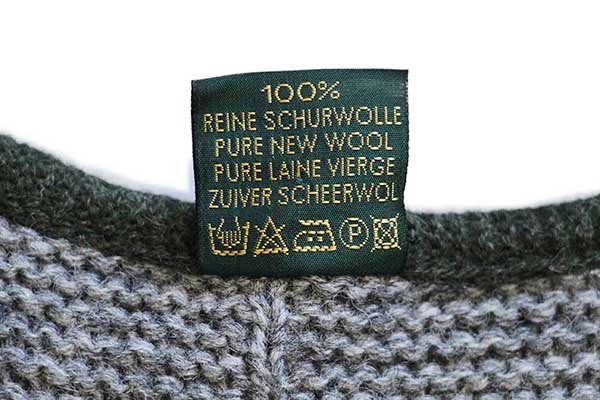 100%
REINE SCHURWOLLE
PURE NEW WOOL
PURE LAINE VIERGE
ZUIVER SCHEERWOL
P